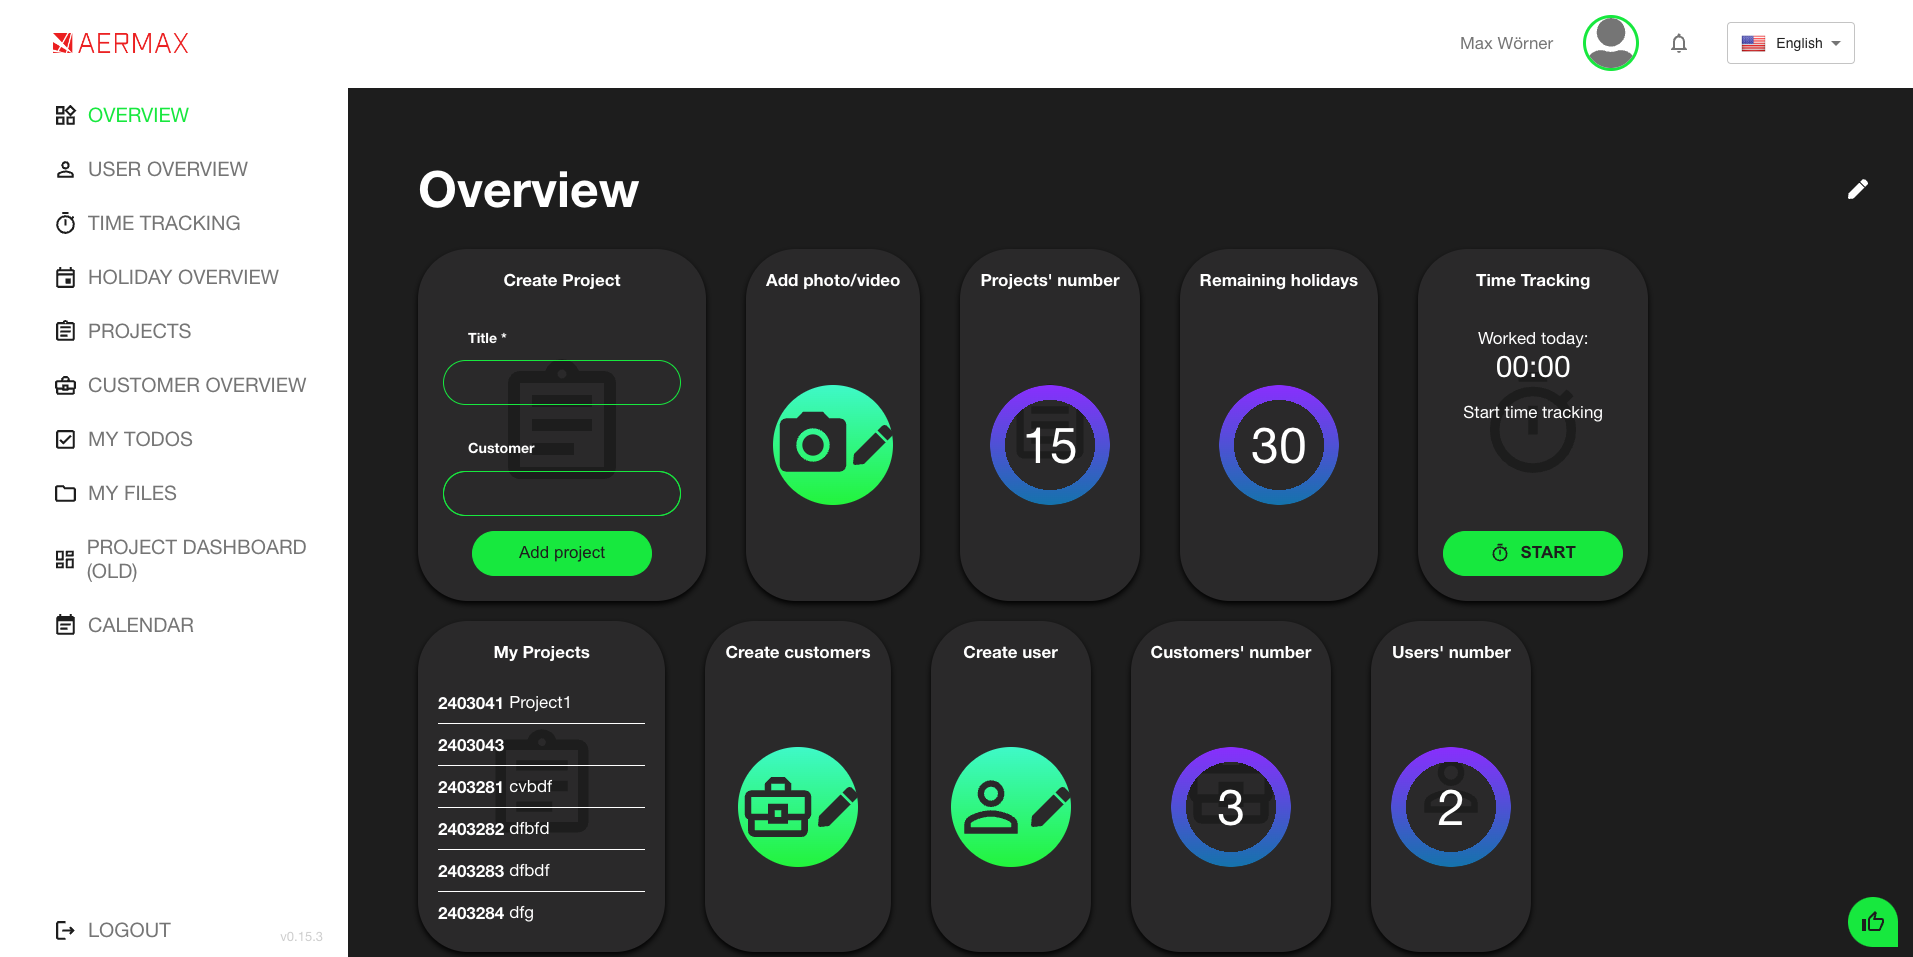 AERMAX
Max Wörner
English
OVERVIEW
USER OVERVIEW
TIME TRACKING
HOLIDAY OVERVIEW
PROJECTS
CUSTOMER OVERVIEW
MY TODOS
MY FILES
PROJECT DASHBOARD
(OLD)
CALENDAR
LOGOUT
v0.15.3
Overview
Create Project
Title *
Customer
Add project
Add photo/video
Projects' number
15
Remaining holidays
30
Time Tracking
Worked today:
00:00
Start time tracking
START
My Projects
2403041 Project1
2403043
2403281 cvbdf
2403282 dfbfd
2403283 dfbdf
2403284 dfg
Create customers
Create user
Customers' number
3
Users' number
2